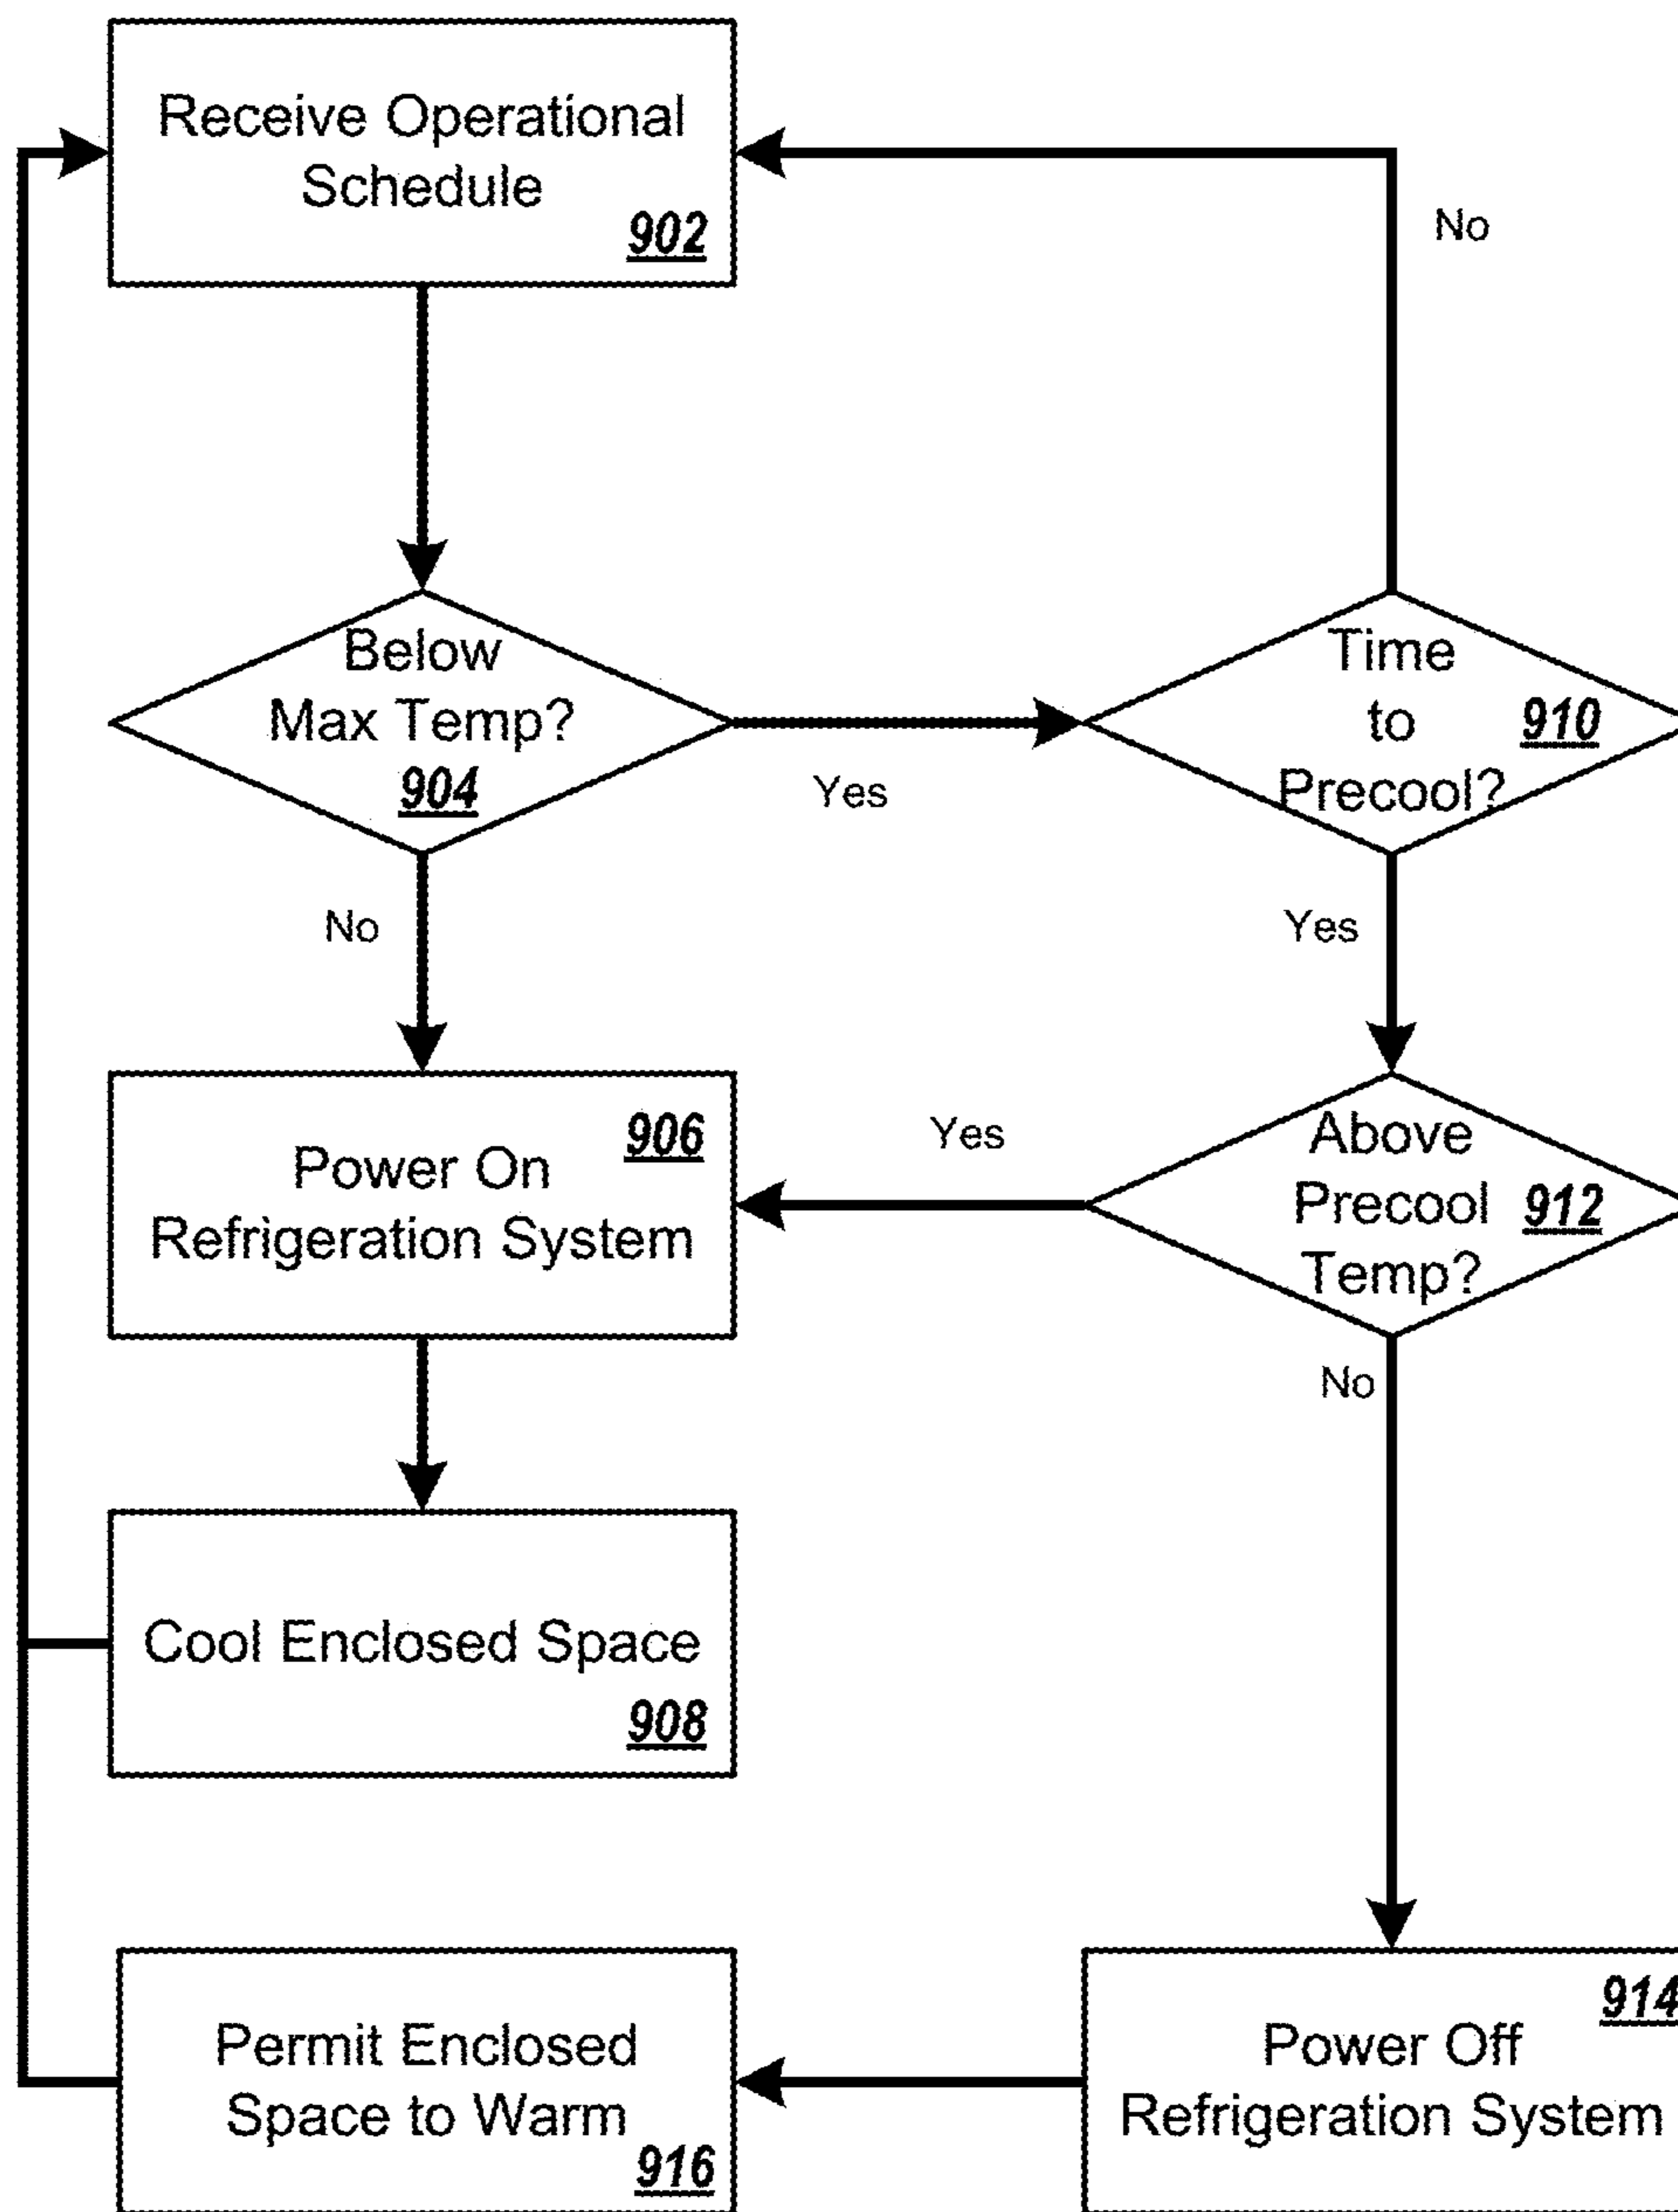 Receive Operational
Schedule
902
No
Below
Max Temp?
904
Yes
Time
to
Precool?
910
No
Yes
906
Power On
Refrigeration System
Yes
Above
Precool
Temp?
912
No
Cool Enclosed Space
908
Permit Enclosed
Space to Warm
916
914
Power Off
Refrigeration System